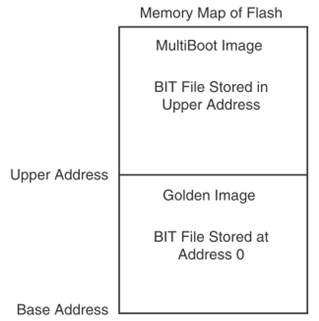 Memory Map of Flash
MultiBoot Image
BIT File Stored in
Upper Address
Upper Address
Golden Image
BIT File Stored at
Address 0
Base Address